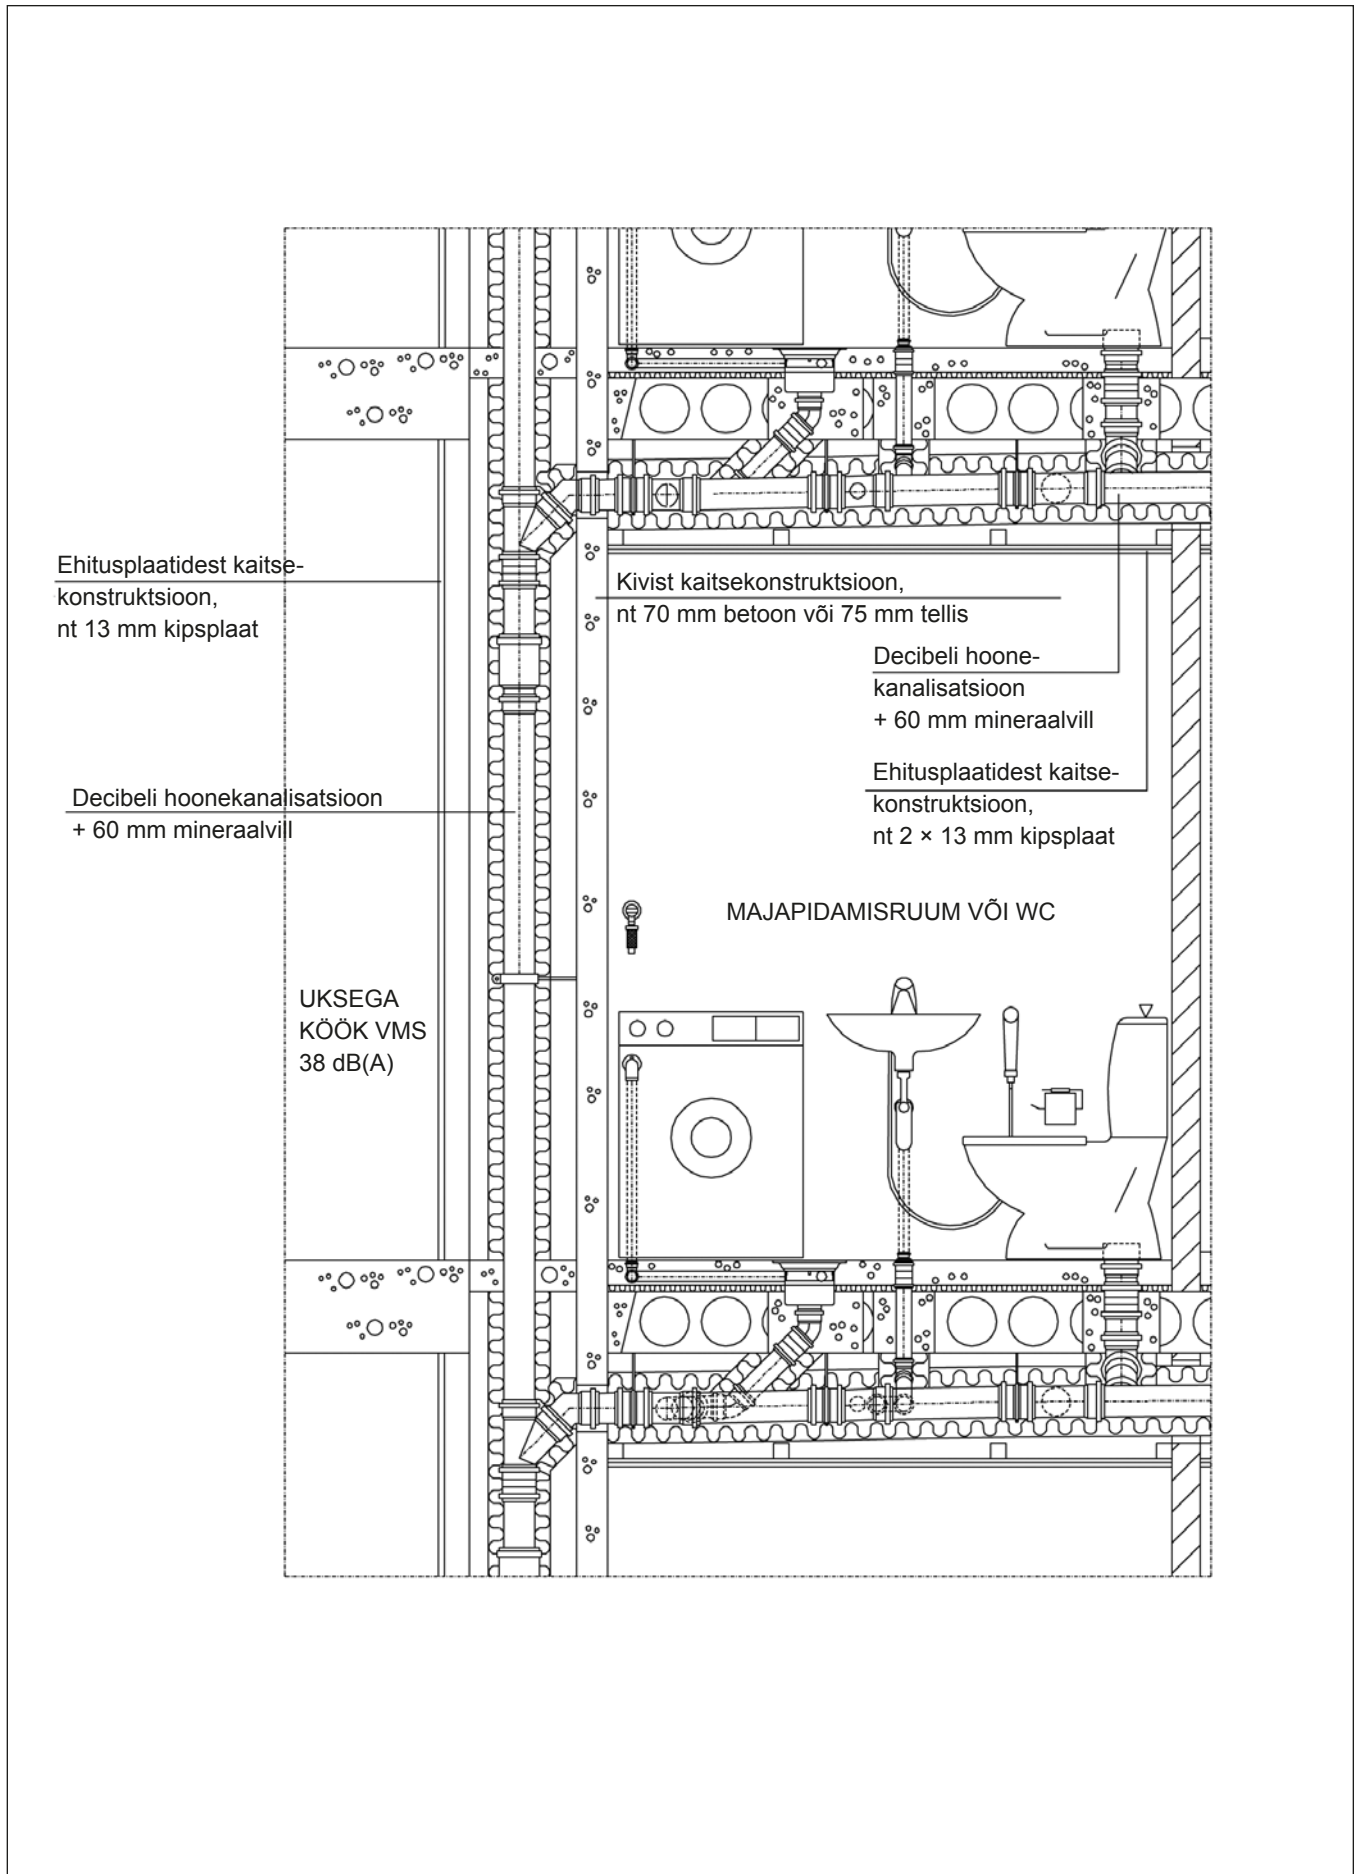 Ehitusplaatidest kaitse-
konstruktsioon,
nt 13 mm kipsplaat
Kivist kaitsekonstruktsioon,
nt 70 mm betoon või 75 mm tellis
Decibeli hoone-
kanalisatsioon
+ 60 mm mineraalvill
Ehitusplaatidest kaitse-
konstruktsioon,
nt 2 × 13 mm kipsplaat
Decibeli hoonekanalisatsioon
+ 60 mm mineraalvill
MAJAPIDAMISRUUM VÕI WC
UKSEGA
KÖÖK VMS
38 dB(A)